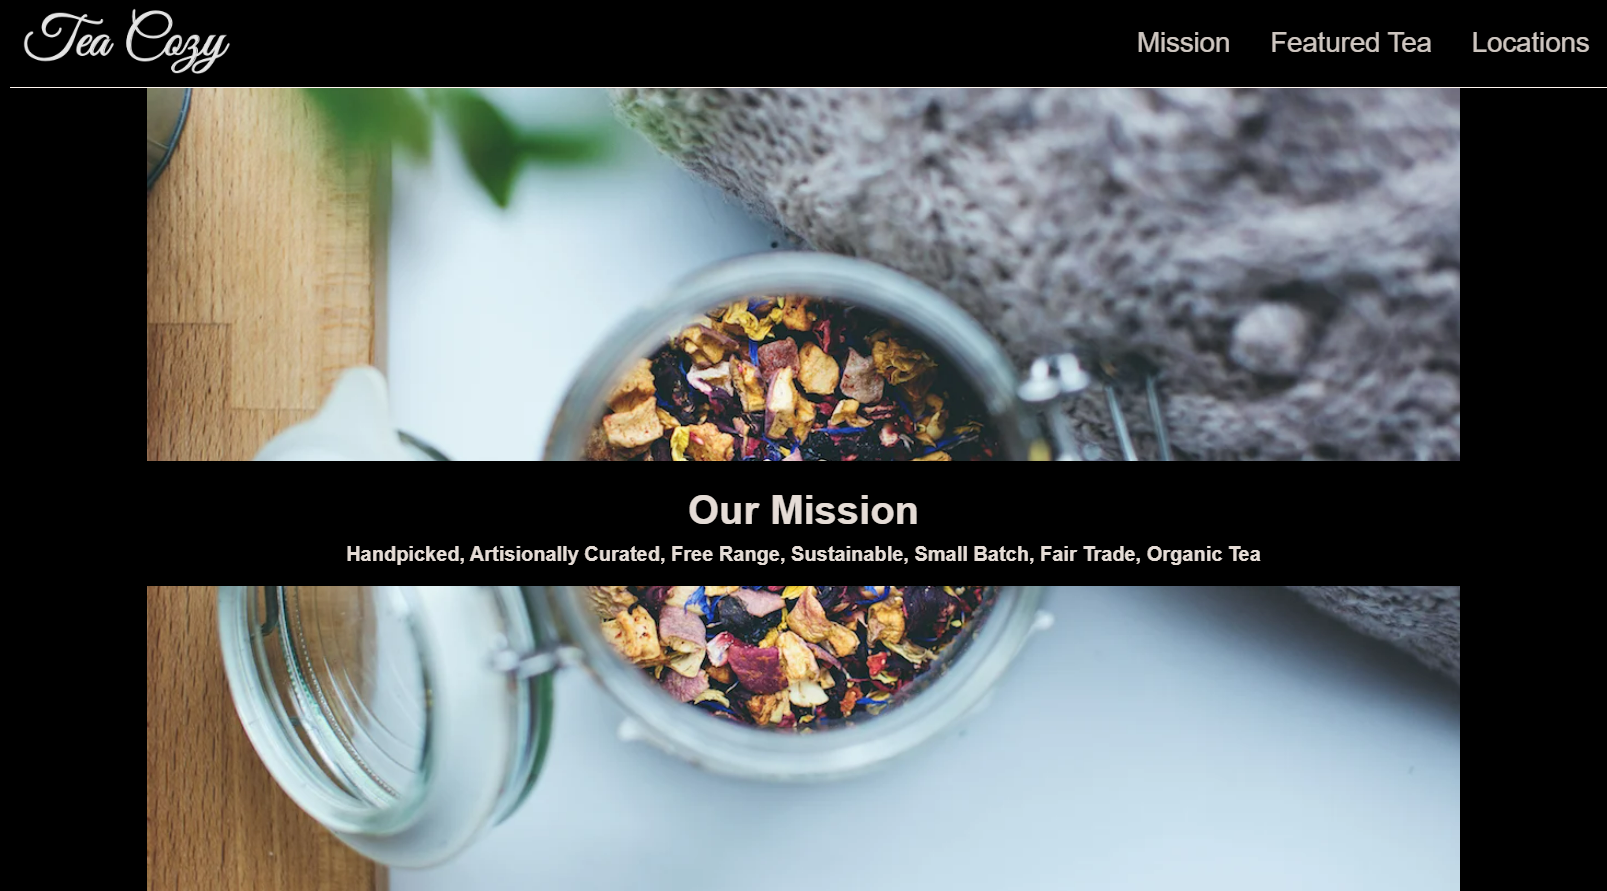 Tea Cozy
Mission
Featured Tea
Locations
Our Mission
Handpicked, Artisionally Curated, Free Range, Sustainable, Small Batch, Fair Trade, Organic Tea